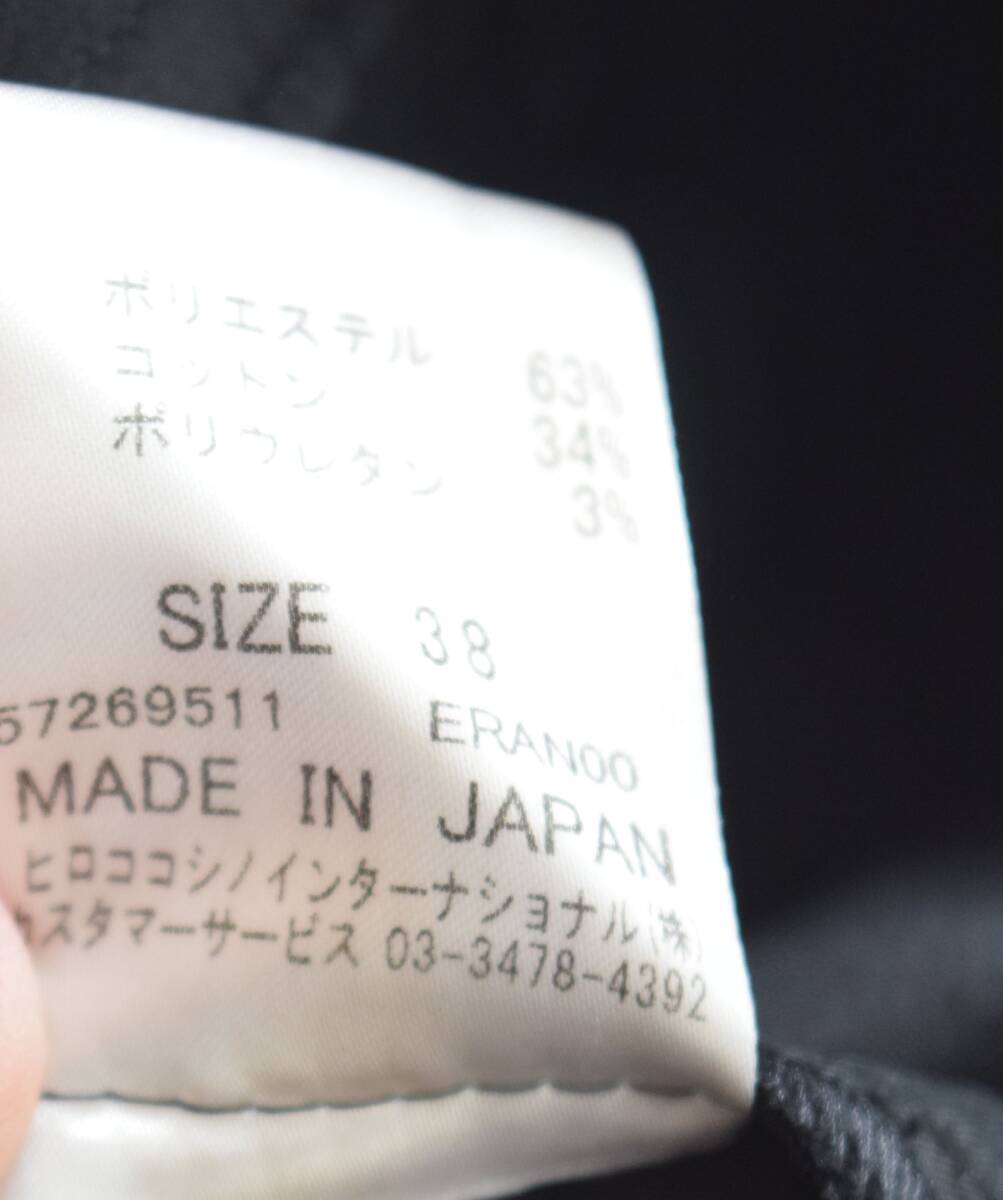 ポリエステル 63%
コットン 34%
ポリウレタン 3%
SIZE 38
57269511 ERAN00
MADE IN JAPAN
ヒロココシノインターナショナル(株)
カスタマーサービス 03-3478-4392